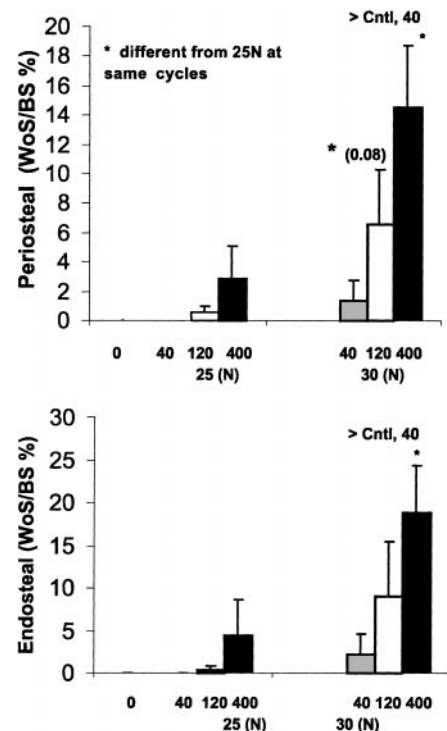 Periosteal (WoS/BS %)
20
18
16
14
12
10
8
6
4
2
0
* different from 25N at
same cycles
> Cntl, 40
*
* (0.08)
0 40 120 400 40 120 400
25 (N) 30 (N)
Endosteal (WoS/BS %)
30
25
20
15
10
5
0
> Cntl, 40
*
0 40 120 400 40 120 400
25 (N) 30 (N)